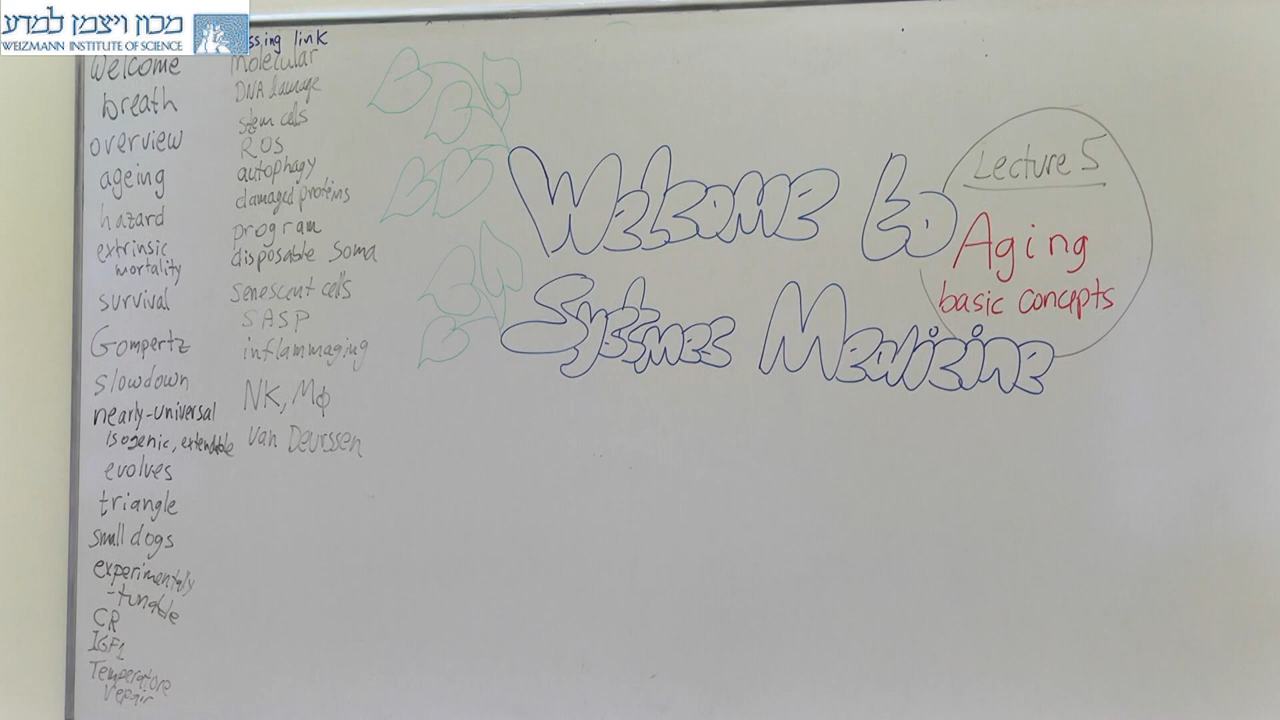 מכון ויצמן למדע
WEIZMANN INSTITUTE OF SCIENCE
Welcome
breath
overview
ageing
hazard
extrinsic
mortality
survival
Gompertz
slowdown
nearly-universal
isogenic, extendable
evolves
triangle
small dogs
experimentally
-tunable
CR
IGF1
Temperature
repair
ssing link
molecular
DNA damage
stem cells
ROS
autophagy
damaged proteins
program
disposable Soma
Senescent cells
SASP
inflammaging
NK, MΦ
Van Deurssen
Welcome to
Systmes Medicine
Lecture 5
Aging
basic concepts